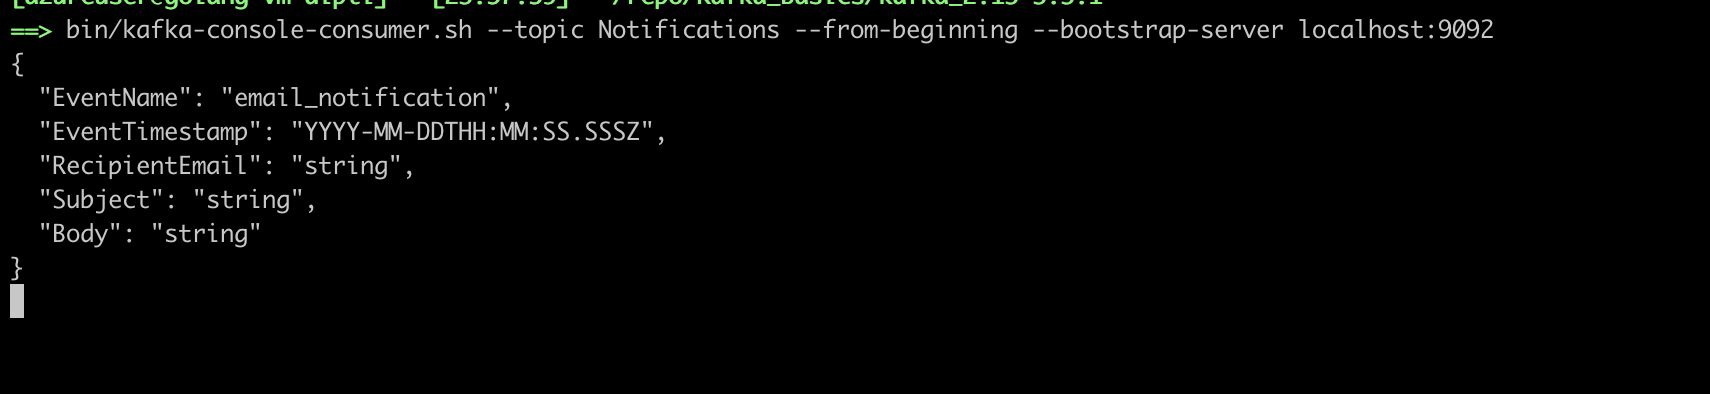 ==> bin/kafka-console-consumer.sh --topic Notifications --from-beginning --bootstrap-server localhost:9092
{
  "EventName": "email_notification",
  "EventTimestamp": "YYYY-MM-DDTHH:MM:SS.SSSZ",
  "RecipientEmail": "string",
  "Subject": "string",
  "Body": "string"
}